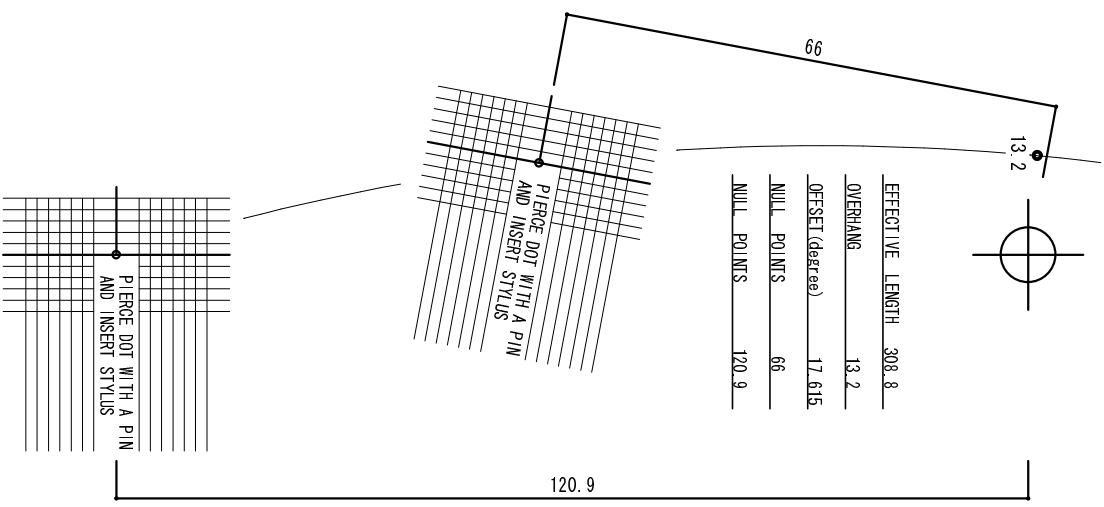 66
13.2
PIERCE DOT WITH A PIN
AND INSERT STYLUS
EFFECTIVE LENGTH 308.8
OVERHANG 13.2
OFFSET(degree) 17.615
NULL POINTS 66
NULL POINTS 120.9
PIERCE DOT WITH A PIN
AND INSERT STYLUS
120.9